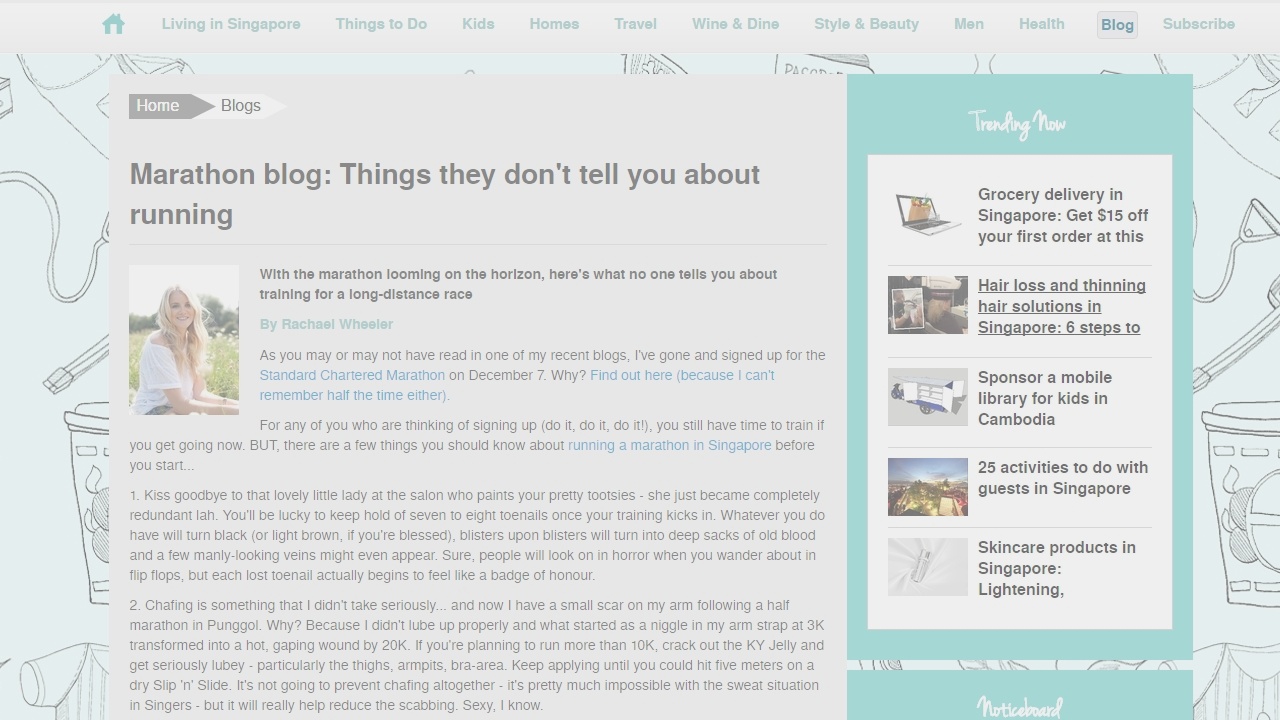 Living in Singapore Things to Do Kids Homes Travel Wine & Dine Style & Beauty Men Health Blog Subscribe
Home Blogs
Marathon blog: Things they don't tell you about
running
With the marathon looming on the horizon, here's what no one tells you about
training for a long-distance race
By Rachael Wheeler
As you may or may not have read in one of my recent blogs, I've gone and signed up for the
Standard Chartered Marathon on December 7. Why? Find out here (because I can't
remember half the time either).
For any of you who are thinking of signing up (do it, do it, do it!), you still have time to train if
you get going now. BUT, there are a few things you should know about running a marathon in Singapore before
you start...
1. Kiss goodbye to that lovely little lady at the salon who paints your pretty tootsies - she just became completely
redundant lah. You'll be lucky to keep hold of seven to eight toenails once your training kicks in. Whatever you do
have will turn black (or light brown, if you're blessed), blisters upon blisters will turn into deep sacks of old blood
and a few manly-looking veins might even appear. Sure, people will look on in horror when you wander about in
flip flops, but each lost toenail actually begins to feel like a badge of honour.
2. Chafing is something that I didn't take seriously... and now I have a small scar on my arm following a half
marathon in Punggol. Why? Because I didn't lube up properly and what started as a niggle in my arm strap at 3K
transformed into a hot, gaping wound by 20K. If you're planning to run more than 10K, crack out the KY Jelly and
get seriously lubey - particularly the thighs, armpits, bra-area. Keep applying until you could hit five meters on a
dry Slip 'n' Slide. It's not going to prevent chafing altogether - it's pretty much impossible with the sweat situation
in Singers - but it will really help reduce the scabbing. Sexy, I know.
Trending Now
Grocery delivery in
Singapore: Get $15 off
your first order at this
Hair loss and thinning
hair solutions in
Singapore: 6 steps to
Sponsor a mobile
library for kids in
Cambodia
25 activities to do with
guests in Singapore
Skincare products in
Singapore:
Lightening,
Noticeboard